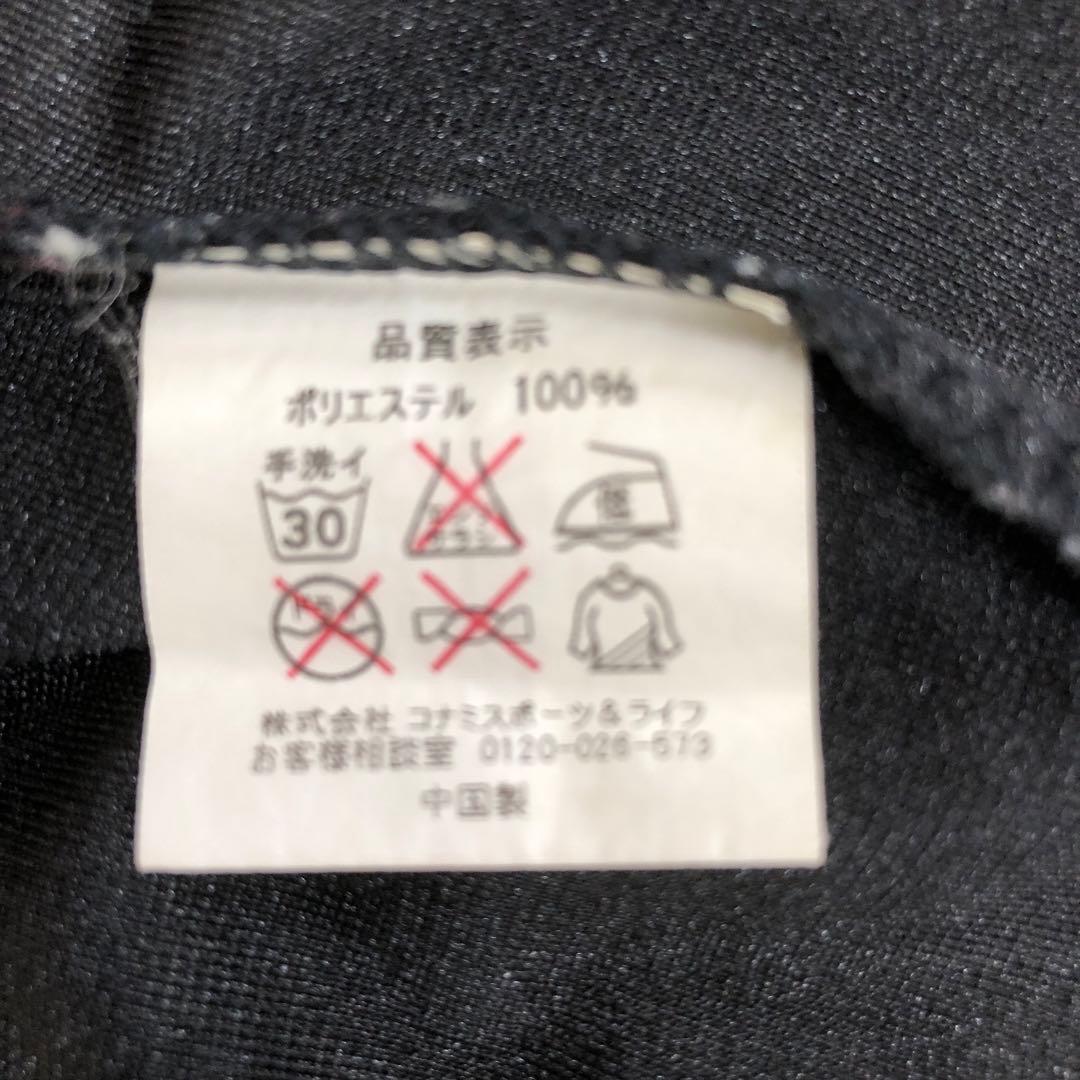 品質表示
ポリエステル 100%
手洗イ
30
低
株式会社 コナミスポーツ&ライフ
お客様相談室 0120-026-573
中国製